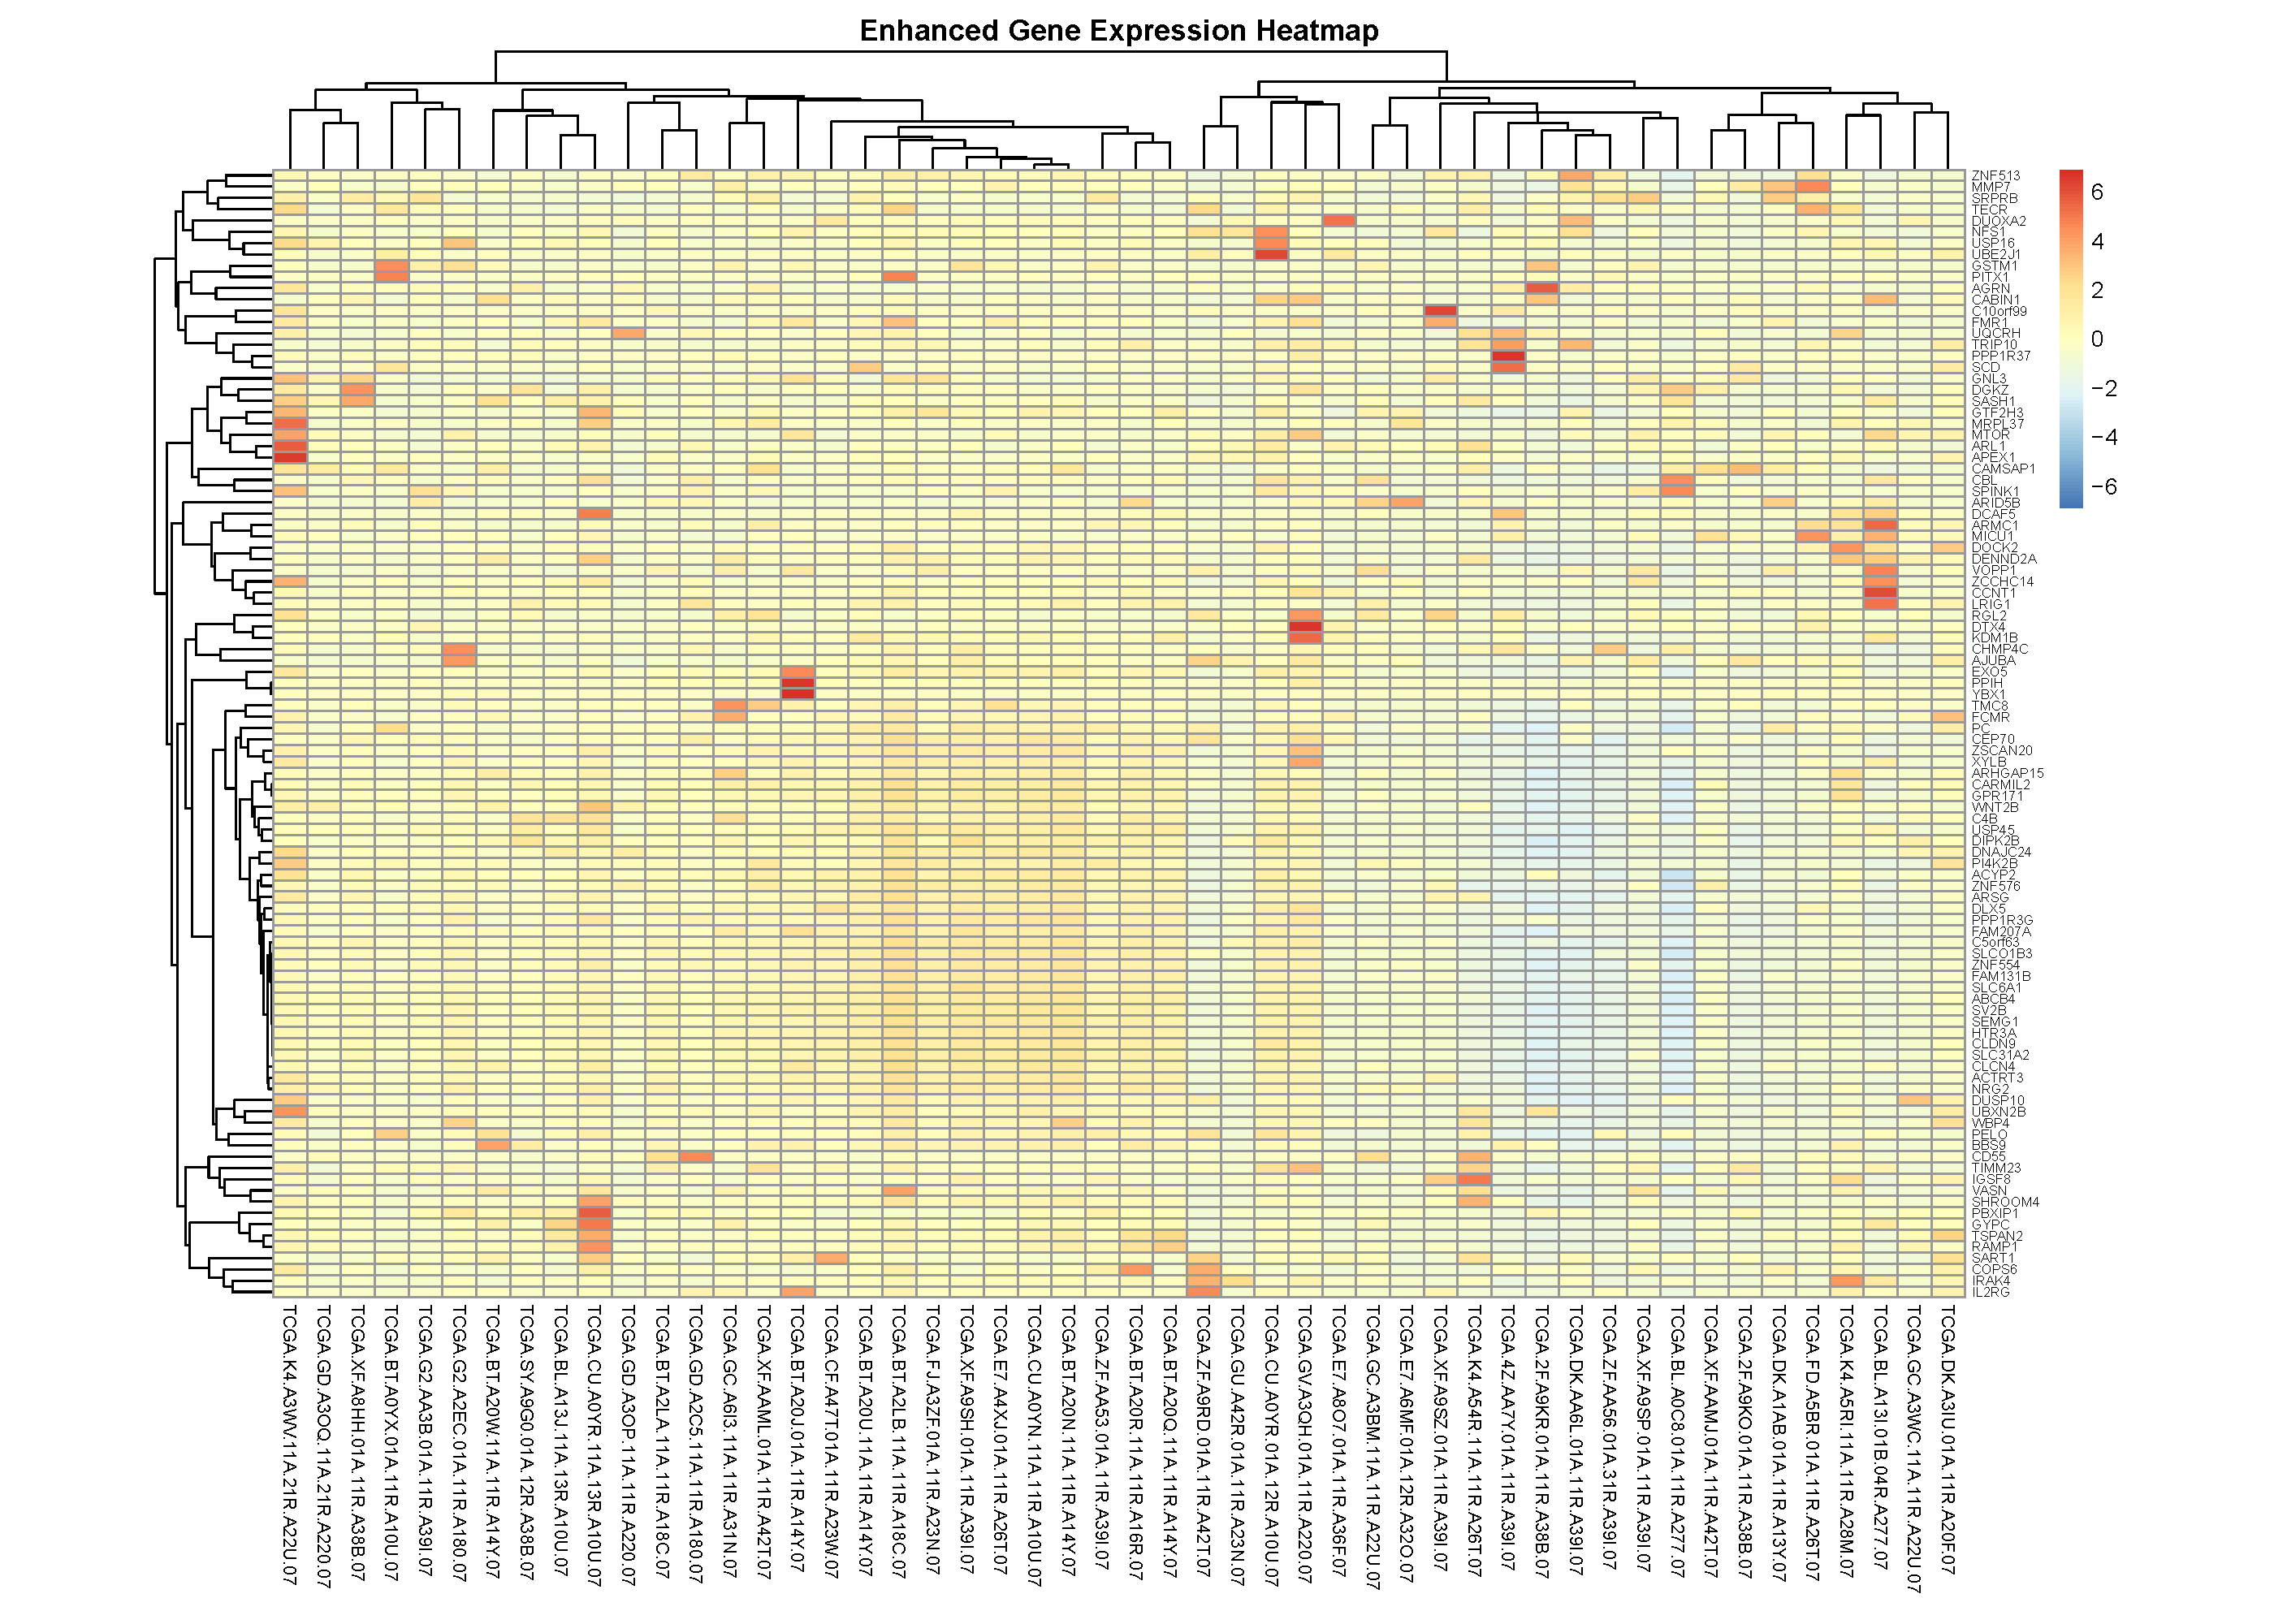 Enhanced Gene Expression Heatmap
6
4
2
0
−2
−4
−6
ZNF513
MMP7
SRPRB
TECR
DUOXA2
NFS1
USP16
UBE2J1
GSTM1
PITX1
AGRN
CABIN1
C10orf99
FMR1
UQCRH
TRIP10
PPP1R37
SCD
GNL3
DGKZ
SASH1
GTF2H3
MRPL37
MTOR
ARL1
APEX1
CAMSAP1
CBL
SPINK1
ARID5B
DCAF5
ARMC1
MICU1
DOCK2
DENND2A
VOPP1
ZCCHC14
CCNT1
LRIG1
RGL2
DTX4
KDM1B
CHMP4C
AJUBA
EXO5
PPIH
YBX1
TMC8
FCMR
PC
CEP70
ZSCAN20
XYLB
ARHGAP15
CARMIL2
GPR171
WNT2B
C4B
USP45
DIPK2B
DNAJC24
PI4K2B
ACYP2
ZNF576
ARSG
DLX5
PPP1R3G
FAM207A
C5orf63
SLCO1B3
ZNF554
FAM131B
SLC6A1
ABCB4
SV2B
SEMG1
HTR3A
CLDN9
SLC31A2
CLCN4
ACTRT3
NRG2
DUSP10
UBXN2B
WBP4
PELO
BBS9
CD55
TIMM23
IGSF8
VASN
SHROOM4
PBXIP1
GYPC
TSPAN2
RAMP1
SART1
COPS6
IRAK4
IL2RG
TCGA.K4.A3WV.11A.21R.A22U.07
TCGA.GD.A3OQ.11A.21R.A220.07
TCGA.XF.A8HH.01A.11R.A38B.07
TCGA.BT.A0YX.01A.11R.A10U.07
TCGA.G2.AA3B.01A.11R.A39I.07
TCGA.G2.A2EC.01A.11R.A180.07
TCGA.BT.A20W.11A.11R.A14Y.07
TCGA.SY.A9G0.01A.12R.A38B.07
TCGA.BL.A13J.11A.13R.A10U.07
TCGA.CU.A0YR.11A.13R.A10U.07
TCGA.GD.A3OP.11A.11R.A220.07
TCGA.BT.A2LA.11A.11R.A18C.07
TCGA.GD.A2C5.11A.11R.A180.07
TCGA.GC.A6I3.11A.11R.A31N.07
TCGA.XF.AAML.01A.11R.A42T.07
TCGA.BT.A20J.01A.11R.A14Y.07
TCGA.CF.A47T.01A.11R.A23W.07
TCGA.BT.A20U.11A.11R.A14Y.07
TCGA.BT.A2LB.11A.11R.A18C.07
TCGA.FJ.A3ZF.01A.11R.A23N.07
TCGA.XF.A9SH.01A.11R.A39I.07
TCGA.E7.A4XJ.01A.11R.A26T.07
TCGA.CU.A0YN.11A.11R.A10U.07
TCGA.BT.A20N.11A.11R.A14Y.07
TCGA.ZF.AA53.01A.11R.A39I.07
TCGA.BT.A20R.11A.11R.A16R.07
TCGA.BT.A20Q.11A.11R.A14Y.07
TCGA.ZF.A9RD.01A.11R.A42T.07
TCGA.GU.A42R.01A.11R.A23N.07
TCGA.CU.A0YR.01A.12R.A10U.07
TCGA.GV.A3QH.01A.11R.A220.07
TCGA.E7.A8O7.01A.11R.A36F.07
TCGA.GC.A3BM.11A.11R.A22U.07
TCGA.E7.A6MF.01A.12R.A32O.07
TCGA.XF.A9SZ.01A.11R.A39I.07
TCGA.K4.A54R.11A.11R.A26T.07
TCGA.4Z.AA7Y.01A.11R.A39I.07
TCGA.2F.A9KR.01A.11R.A38B.07
TCGA.DK.AA6L.01A.11R.A39I.07
TCGA.ZF.AA56.01A.31R.A39I.07
TCGA.XF.A9SP.01A.11R.A39I.07
TCGA.BL.A0C8.01A.11R.A277.07
TCGA.XF.AAMJ.01A.11R.A42T.07
TCGA.2F.A9KO.01A.11R.A38B.07
TCGA.DK.A1AB.01A.11R.A13Y.07
TCGA.FD.A5BR.01A.11R.A26T.07
TCGA.K4.A5RI.11A.11R.A28M.07
TCGA.BL.A13I.01B.04R.A277.07
TCGA.GC.A3WC.11A.11R.A22U.07
TCGA.DK.A3IU.01A.11R.A20F.07